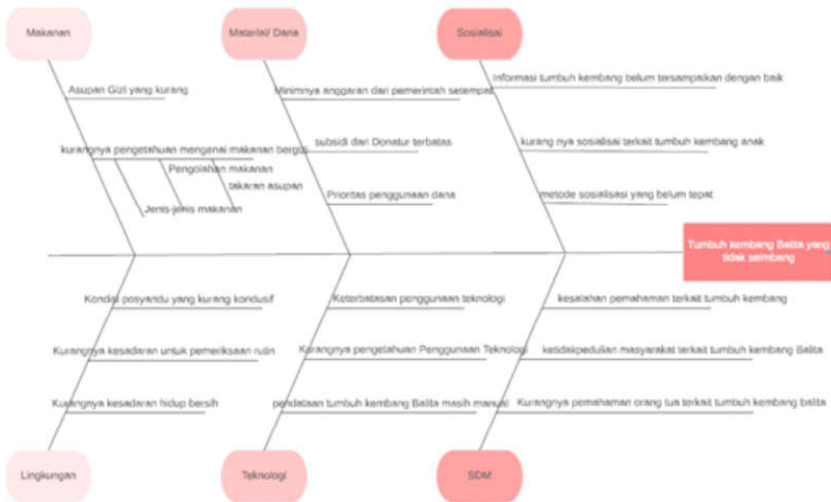 Makanan
Material/ Dana
Sosialisai
Asupan Gizi yang kurang
kurangnya pengetahuan mengenai makanan bergizi
Pengolahan makanan
takaran asupan
Jenis-jenis makanan
Minimnya anggaran dari pemerintah setempat
subsidi dari Donatur terbatas
Prioritas penggunaan dana
Informasi tumbuh kembang belum tersampaikan dengan baik
kurang nya sosialisai terkait tumbuh kembang anak
metode sosialisasi yang belum tepat
Tumbuh kembang Balita yang
tidak seimbang
Kondisi posyandu yang kurang kondusif
Kurangnya kesadaran untuk pemeriksaan rutin
Kurangnya kesadaran hidup bersih
Keterbatasan penggunaan teknologi
Kurangnya pengetahuan Penggunaan Teknologi
pendataan tumbuh kembang Balita masih manual
kesalahan pemahaman terkait tumbuh kembang
ketidakpedulian masyarakat terkait tumbuh kembang Balita
Kurangnya pemahaman orang tua terkait tumbuh kembang balita
Lingkungan
Teknologi
SDM